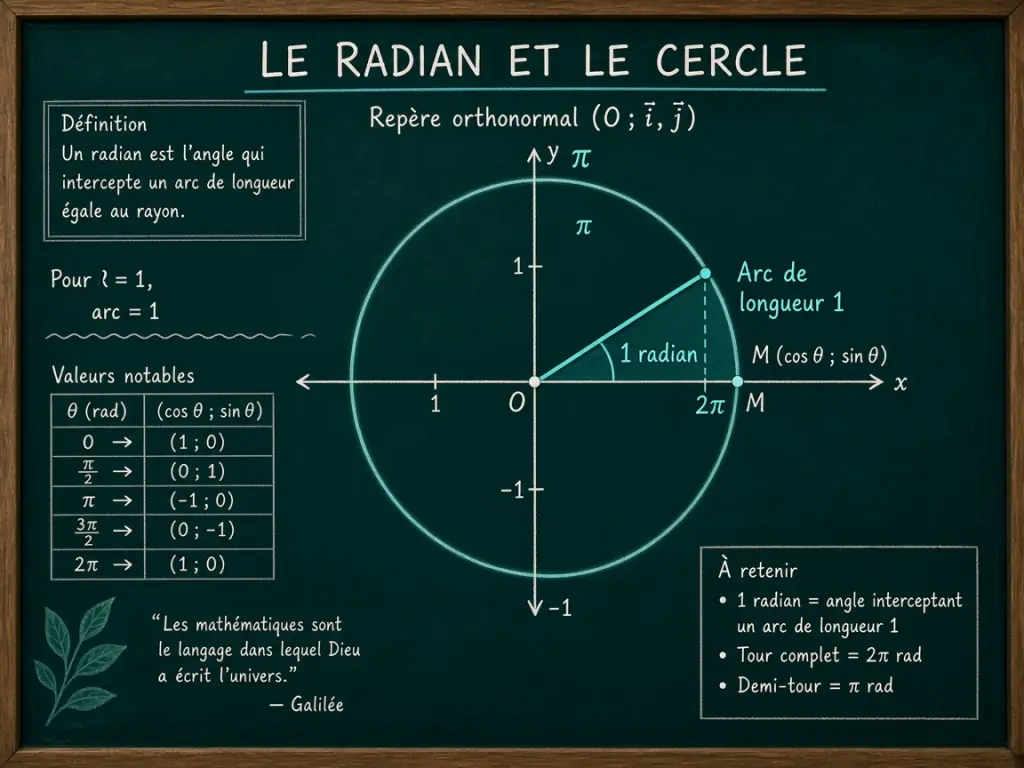 LE RADIAN ET LE CERCLE
Définition
Un radian est l'angle qui
intercepte un arc de longueur
égale au rayon.
Pour l = 1,
arc = 1
Valeurs notables
θ (rad) (cos θ ; sin θ)
0 → (1 ; 0)
π/2 → (0 ; 1)
π → (−1 ; 0)
3π/2 → (0 ; −1)
2π → (1 ; 0)
"Les mathématiques sont
le langage dans lequel Dieu
a écrit l'univers."
— Galilée
Repère orthonormal (O ; i⃗, j⃗)
y π
π
1
Arc de
longueur 1
1 radian
M (cos θ ; sin θ)
x
1
O
2π
M
−1
−1
À retenir
• 1 radian = angle interceptant
un arc de longueur 1
• Tour complet = 2π rad
• Demi-tour = π rad